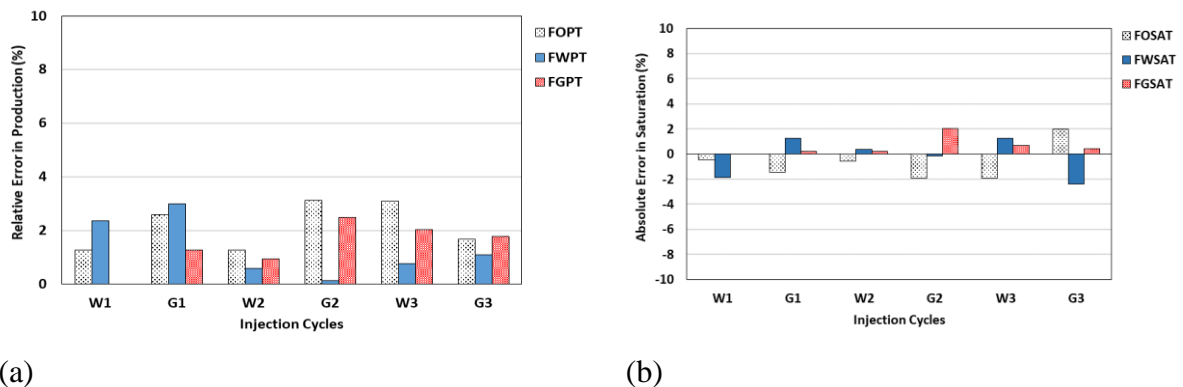 10
8
6
4
2
0
Relative Error in Production (%)
W1 G1 W2 G2 W3 G3
Injection Cycles
FOPT
FWPT
FGPT
(a)
10
8
6
4
2
0
-2
-4
-6
-8
-10
Absolute Error in Saturation (%)
W1 G1 W2 G2 W3 G3
Injection Cycles
FOSAT
FWSAT
FGSAT
(b)